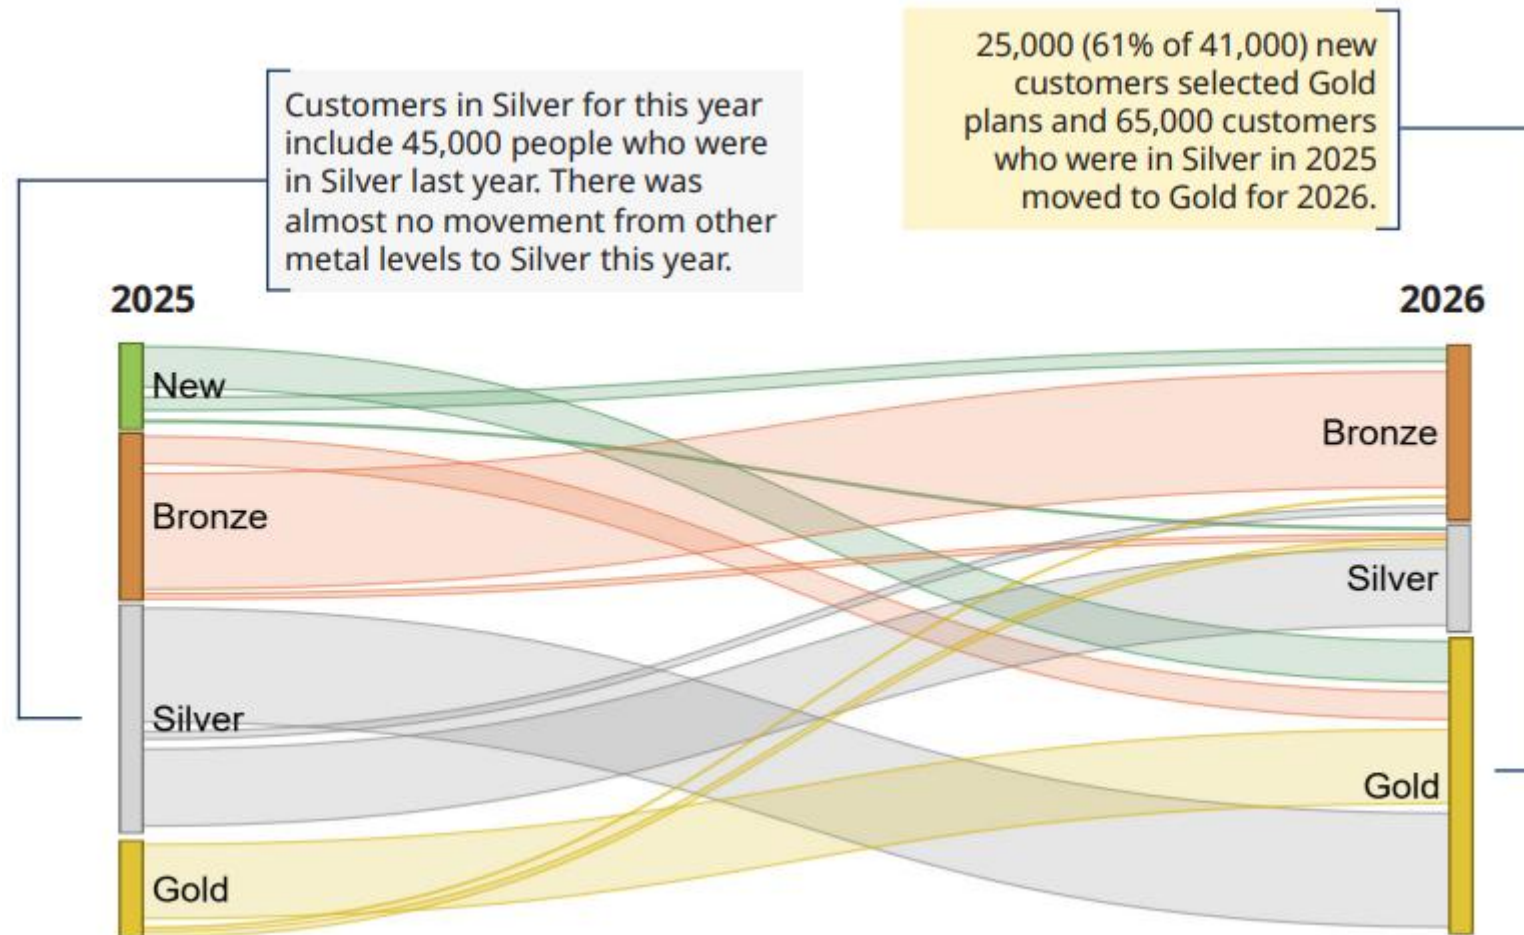 25,000 (61% of 41,000) new
customers selected Gold
plans and 65,000 customers
who were in Silver in 2025
moved to Gold for 2026.
Customers in Silver for this year
include 45,000 people who were
in Silver last year. There was
almost no movement from other
metal levels to Silver this year.
2025
2026
New
Bronze
Silver
Gold
Bronze
Silver
Gold